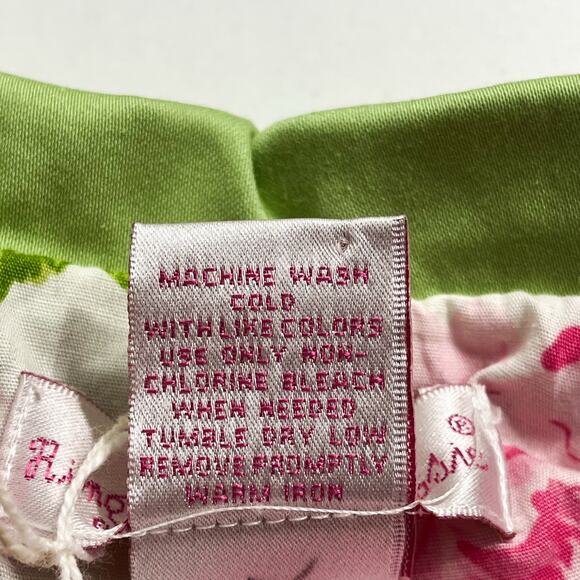 MACHINE WASH
COLD
WITH LIKE COLORS
USE ONLY NON-
CHLORINE BLEACH
WHEN NEEDED
TUMBLE DRY LOW
REMOVE PROMPTLY
WARM IRON
®